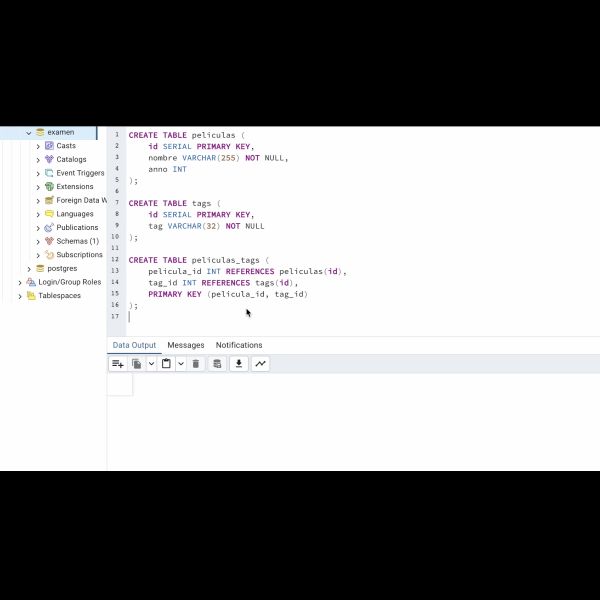 examen
Casts
Catalogs
Event Triggers
Extensions
Foreign Data W
Languages
Publications
Schemas (1)
Subscriptions
postgres
Login/Group Roles
Tablespaces
1 CREATE TABLE peliculas (
2 id SERIAL PRIMARY KEY,
3 nombre VARCHAR(255) NOT NULL,
4 anno INT
5 );
6
7 CREATE TABLE tags (
8 id SERIAL PRIMARY KEY,
9 tag VARCHAR(32) NOT NULL
10 );
11
12 CREATE TABLE peliculas_tags (
13 pelicula_id INT REFERENCES peliculas(id),
14 tag_id INT REFERENCES tags(id),
15 PRIMARY KEY (pelicula_id, tag_id)
16 );
17
Data Output Messages Notifications